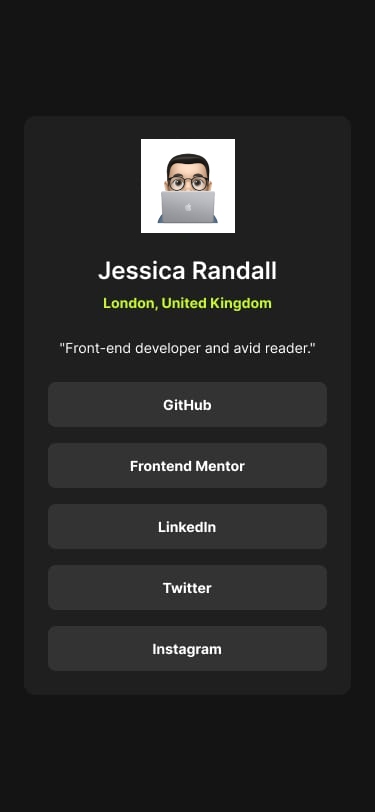 Jessica Randall
London, United Kingdom
"Front-end developer and avid reader."
GitHub
Frontend Mentor
LinkedIn
Twitter
Instagram